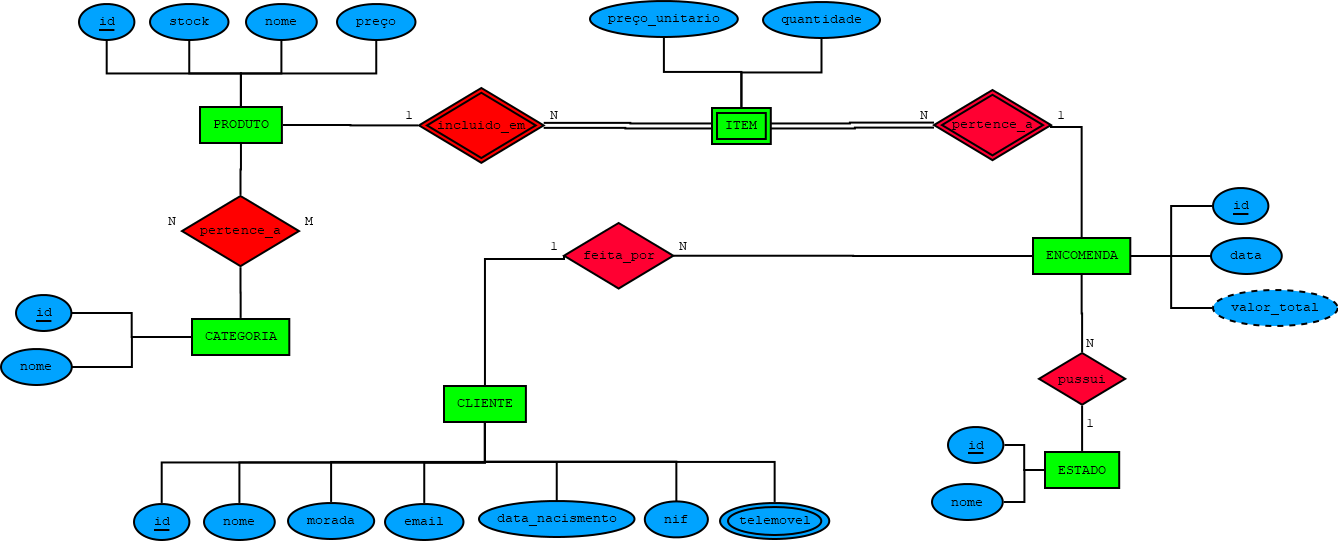 id
stock
nome
preço
preço_unitario
quantidade
PRODUTO
1
incluido_em
N
ITEM
N
pertence_a
1
N
pertence_a
M
id
nome
CATEGORIA
1
feita_por
N
ENCOMENDA
id
data
valor_total
N
pussui
1
ESTADO
id
nome
CLIENTE
id
nome
morada
email
data_nacismento
nif
telemovel